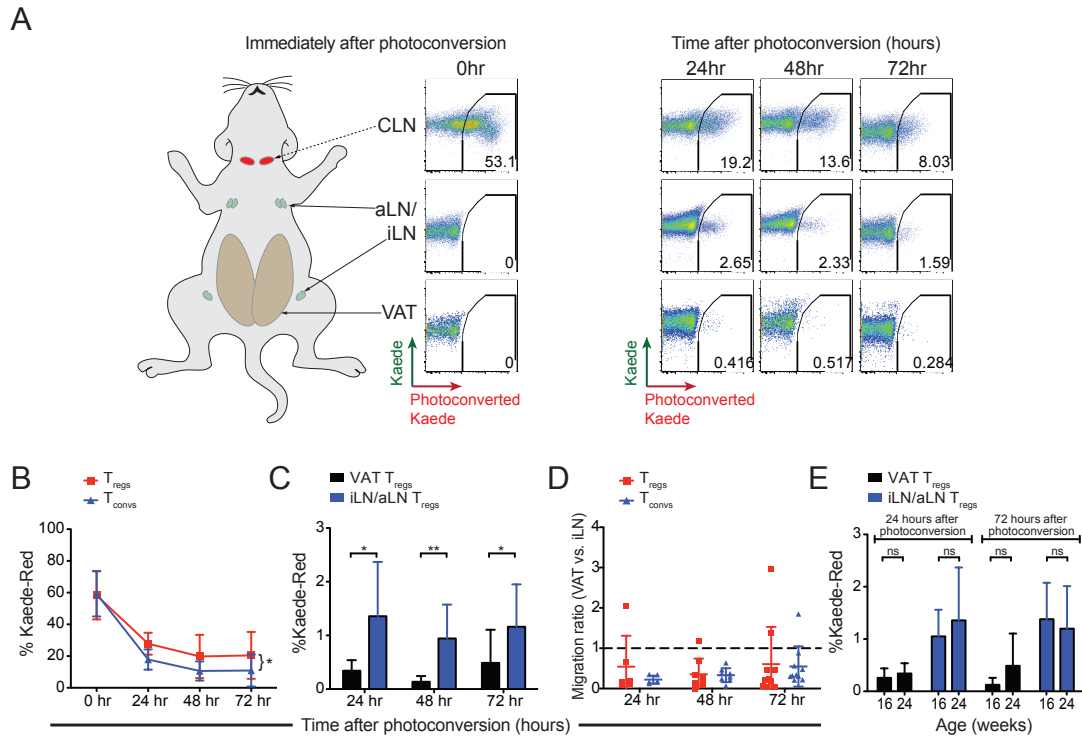 A
Immediately after photoconversion
Time after photoconversion (hours)
0hr
24hr
48hr
72hr
CLN
53.1
19.2
13.6
8.03
aLN/
iLN
0
2.65
2.33
1.59
VAT
0
0.416
0.517
0.284
Kaede
Photoconverted
Kaede
Kaede
Photoconverted
Kaede
B
Tregs
Tconvs
% Kaede-Red
100
80
60
40
20
0
*
0 hr
24 hr
48 hr
72 hr
C
VAT Tregs
iLN/aLN Tregs
%Kaede-Red
3
2
1
0
*
**
*
24 hr
48 hr
72 hr
D
Tregs
Tconvs
Migration ratio (VAT vs. iLN)
4
3
2
1
0
24 hr
48 hr
72 hr
Time after photoconversion (hours)
E
VAT Tregs
iLN/aLN Tregs
24 hours after
photoconversion
72 hours after
photoconversion
%Kaede-Red
3
2
1
0
ns
ns
ns
ns
16 24 16 24 16 24 16 24
Age (weeks)